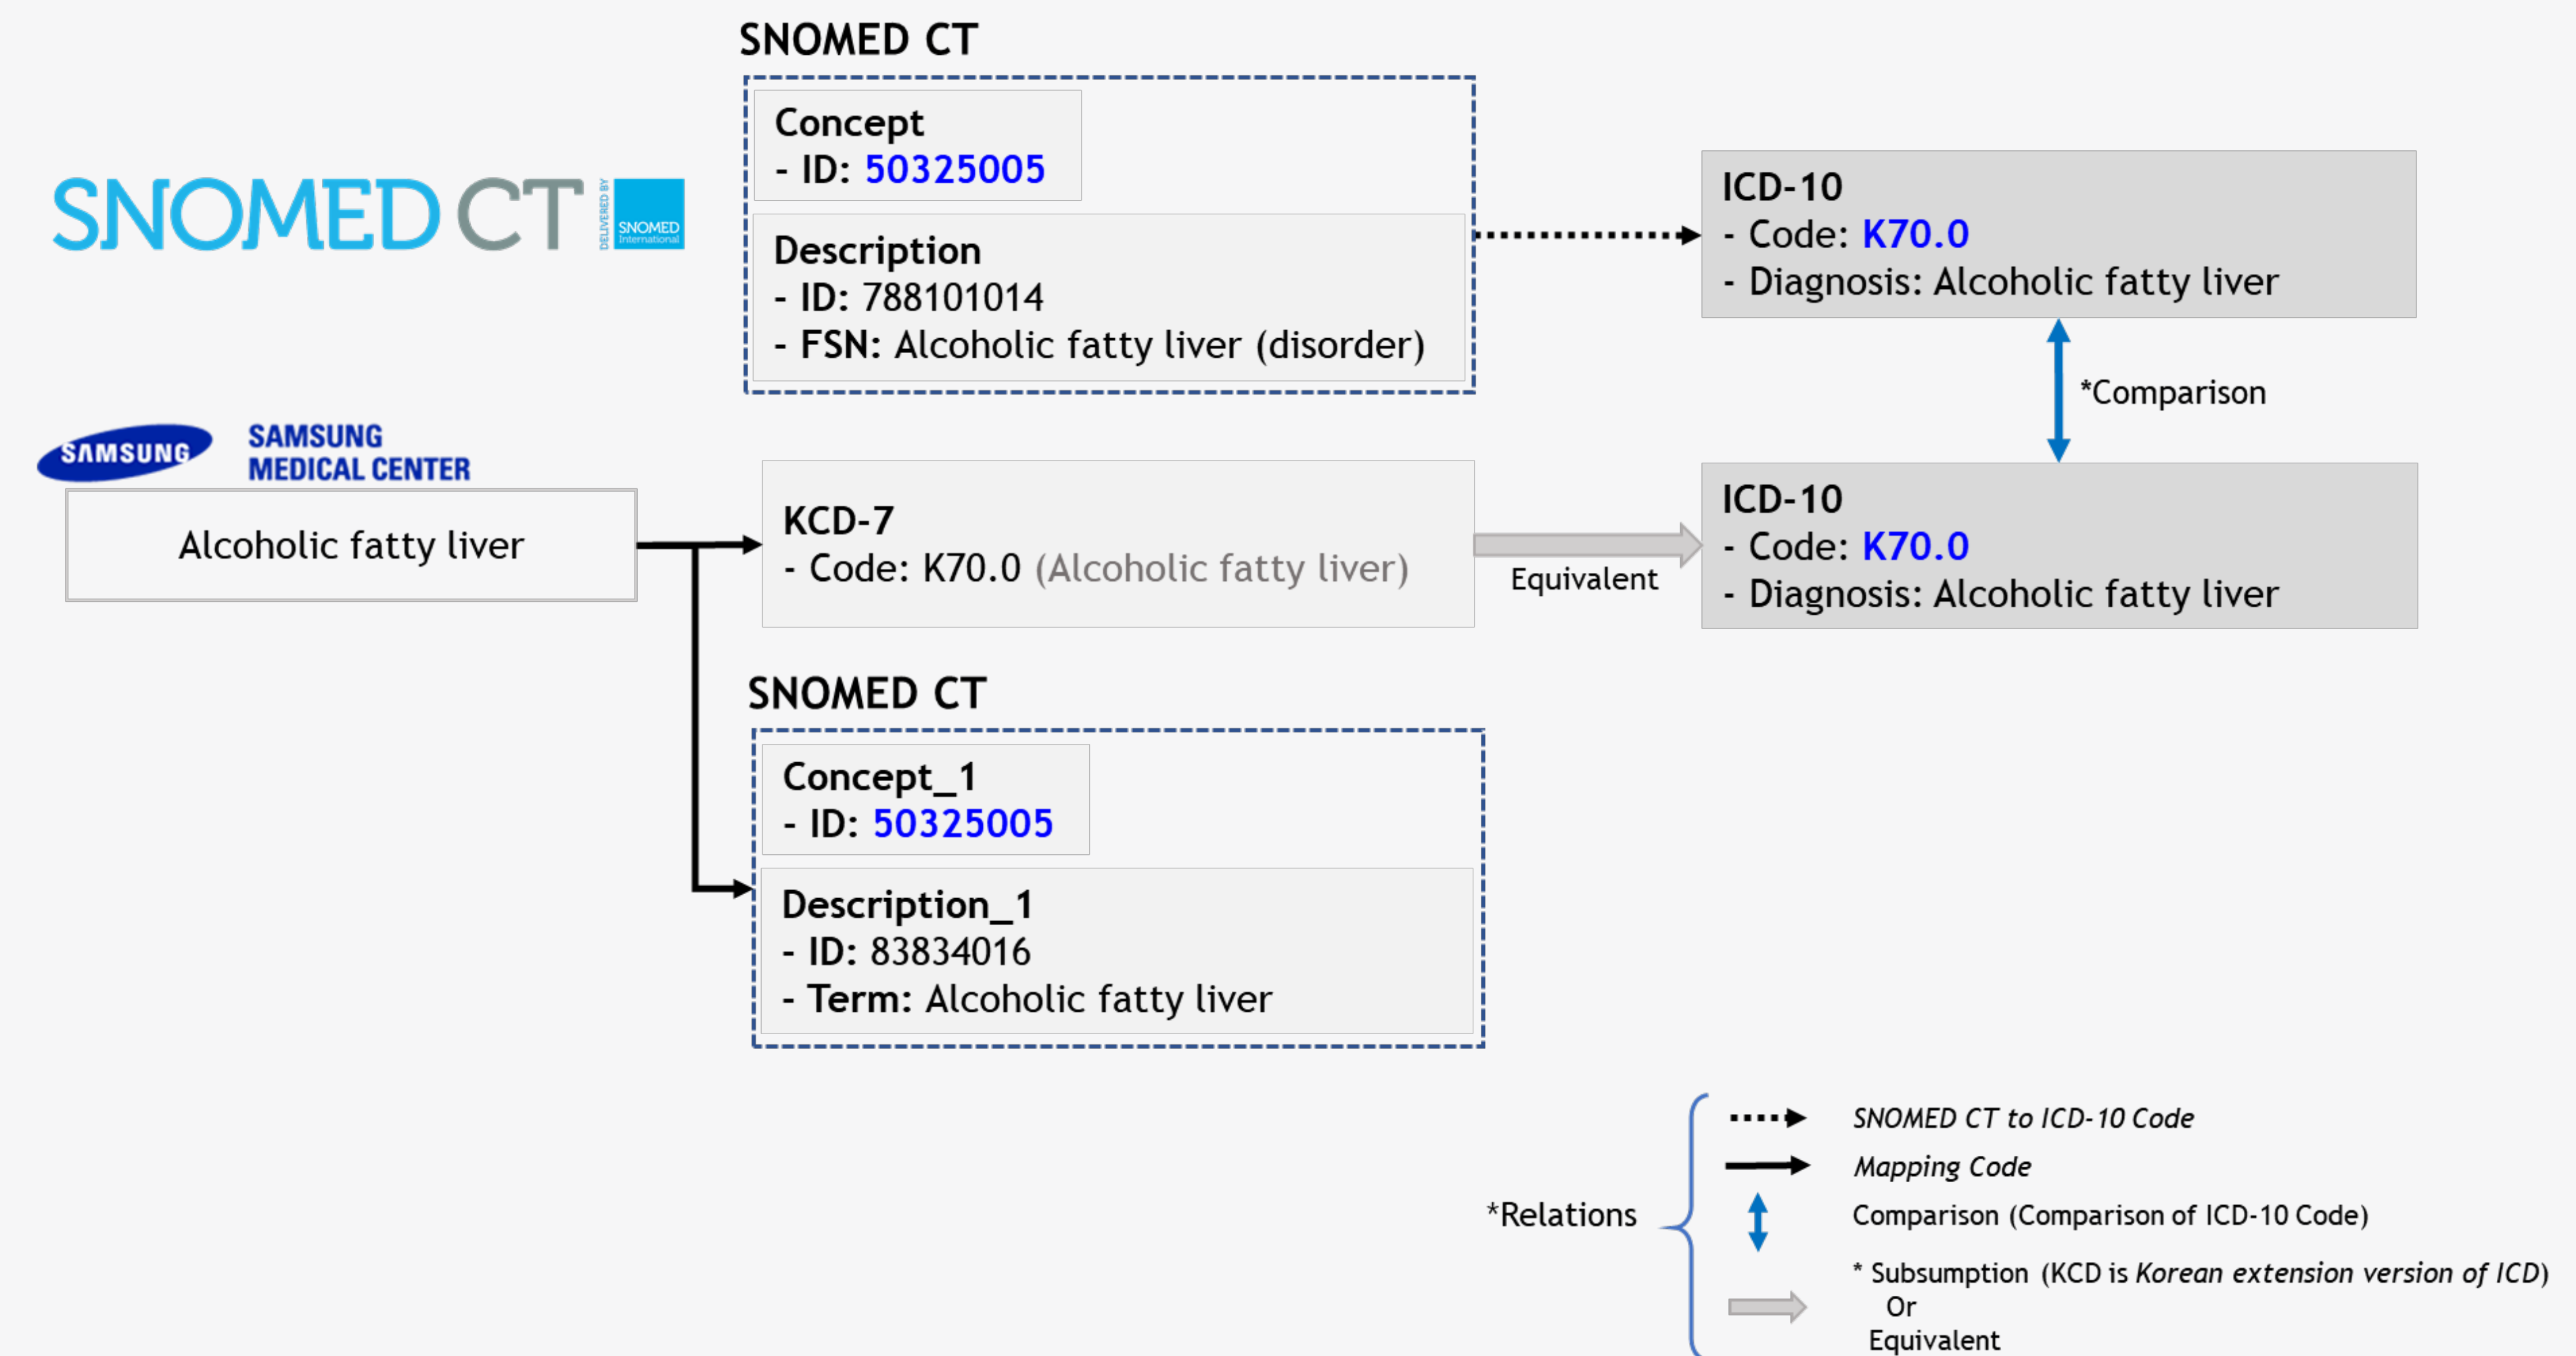 SNOMED CT
Concept
- ID: 50325005
Description
- ID: 788101014
- FSN: Alcoholic fatty liver (disorder)
SNOMED CT
DELIVERED BY
SNOMED
International
ICD-10
- Code: K70.0
- Diagnosis: Alcoholic fatty liver
*Comparison
SAMSUNG
SAMSUNG
MEDICAL CENTER
Alcoholic fatty liver
KCD-7
- Code: K70.0 (Alcoholic fatty liver)
Equivalent
ICD-10
- Code: K70.0
- Diagnosis: Alcoholic fatty liver
SNOMED CT
Concept_1
- ID: 50325005
Description_1
- ID: 83834016
- Term: Alcoholic fatty liver
*Relations
SNOMED CT to ICD-10 Code
Mapping Code
Comparison (Comparison of ICD-10 Code)
* Subsumption (KCD is Korean extension version of ICD)
Or
Equivalent